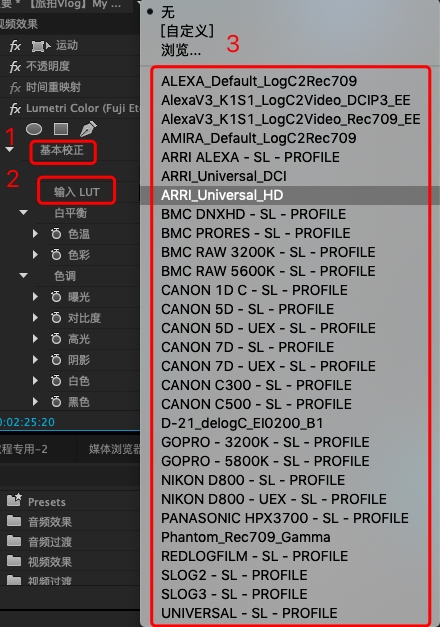 要 * 【旅拍Vlog】My
视频效果
fx 运动
fx 不透明度
fx 时间重映射
fx Lumetri Color (Fuji Et
1
基本校正
2
输入 LUT
白平衡
色温
色彩
色调
曝光
对比度
高光
阴影
白色
黑色
0:02:25:20
程专用-2
媒体浏览器
Presets
音频效果
音频过渡
视频效果
视频过渡
无
[自定义]
浏览...
3
ALEXA_Default_LogC2Rec709
AlexaV3_K1S1_LogC2Video_DCIP3_EE
AlexaV3_K1S1_LogC2Video_Rec709_EE
AMIRA_Default_LogC2Rec709
ARRI ALEXA - SL - PROFILE
ARRI_Universal_DCI
ARRI_Universal_HD
BMC DNXHD - SL - PROFILE
BMC PRORES - SL - PROFILE
BMC RAW 3200K - SL - PROFILE
BMC RAW 5600K - SL - PROFILE
CANON 1D C - SL - PROFILE
CANON 5D - SL - PROFILE
CANON 5D - UEX - SL - PROFILE
CANON 7D - SL - PROFILE
CANON 7D - UEX - SL - PROFILE
CANON C300 - SL - PROFILE
CANON C500 - SL - PROFILE
D-21_delogC_EI0200_B1
GOPRO - 3200K - SL - PROFILE
GOPRO - 5800K - SL - PROFILE
NIKON D800 - SL - PROFILE
NIKON D800 - UEX - SL - PROFILE
PANASONIC HPX3700 - SL - PROFILE
Phantom_Rec709_Gamma
REDLOGFILM - SL - PROFILE
SLOG2 - SL - PROFILE
SLOG3 - SL - PROFILE
UNIVERSAL - SL - PROFILE